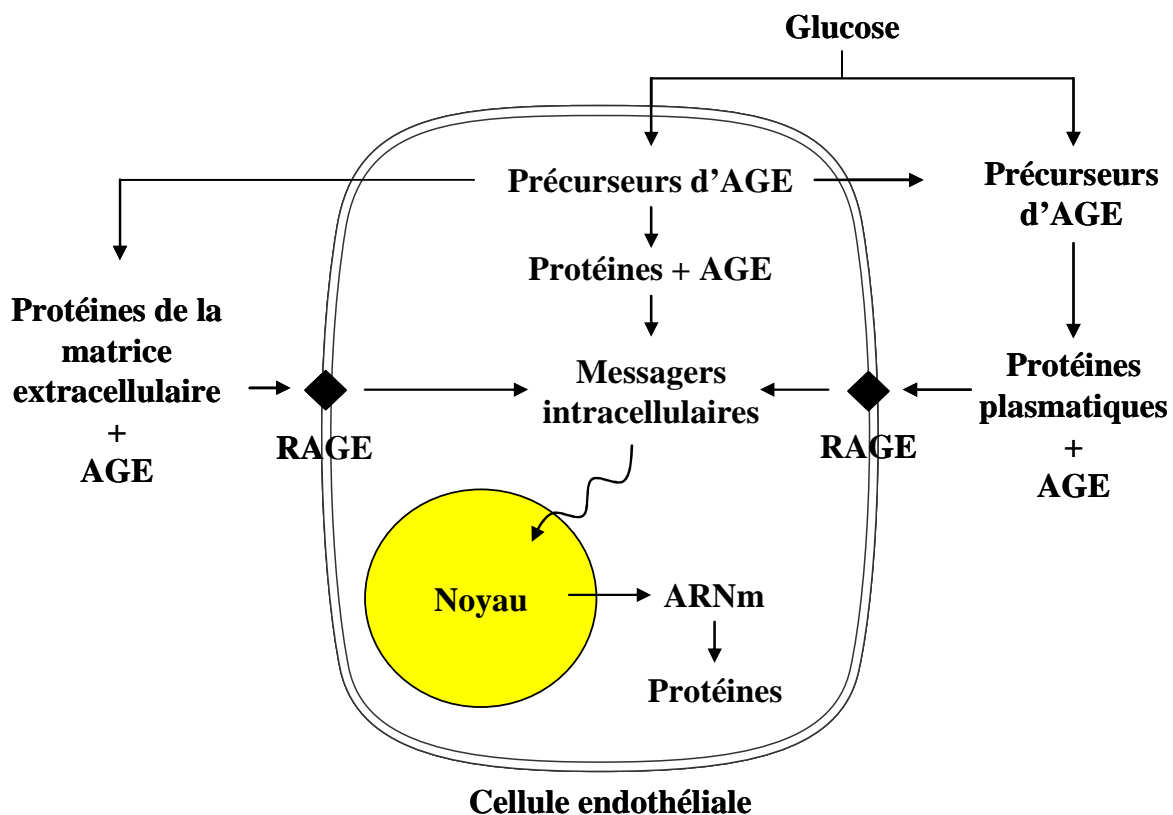 Glucose
Précurseurs d'AGE
Précurseurs
d'AGE
Protéines + AGE
Protéines de la
matrice
extracellulaire
+
AGE
Messagers
intracellulaires
Protéines
plasmatiques
+
AGE
RAGE
RAGE
Noyau
ARNm
Protéines
Cellule endothéliale